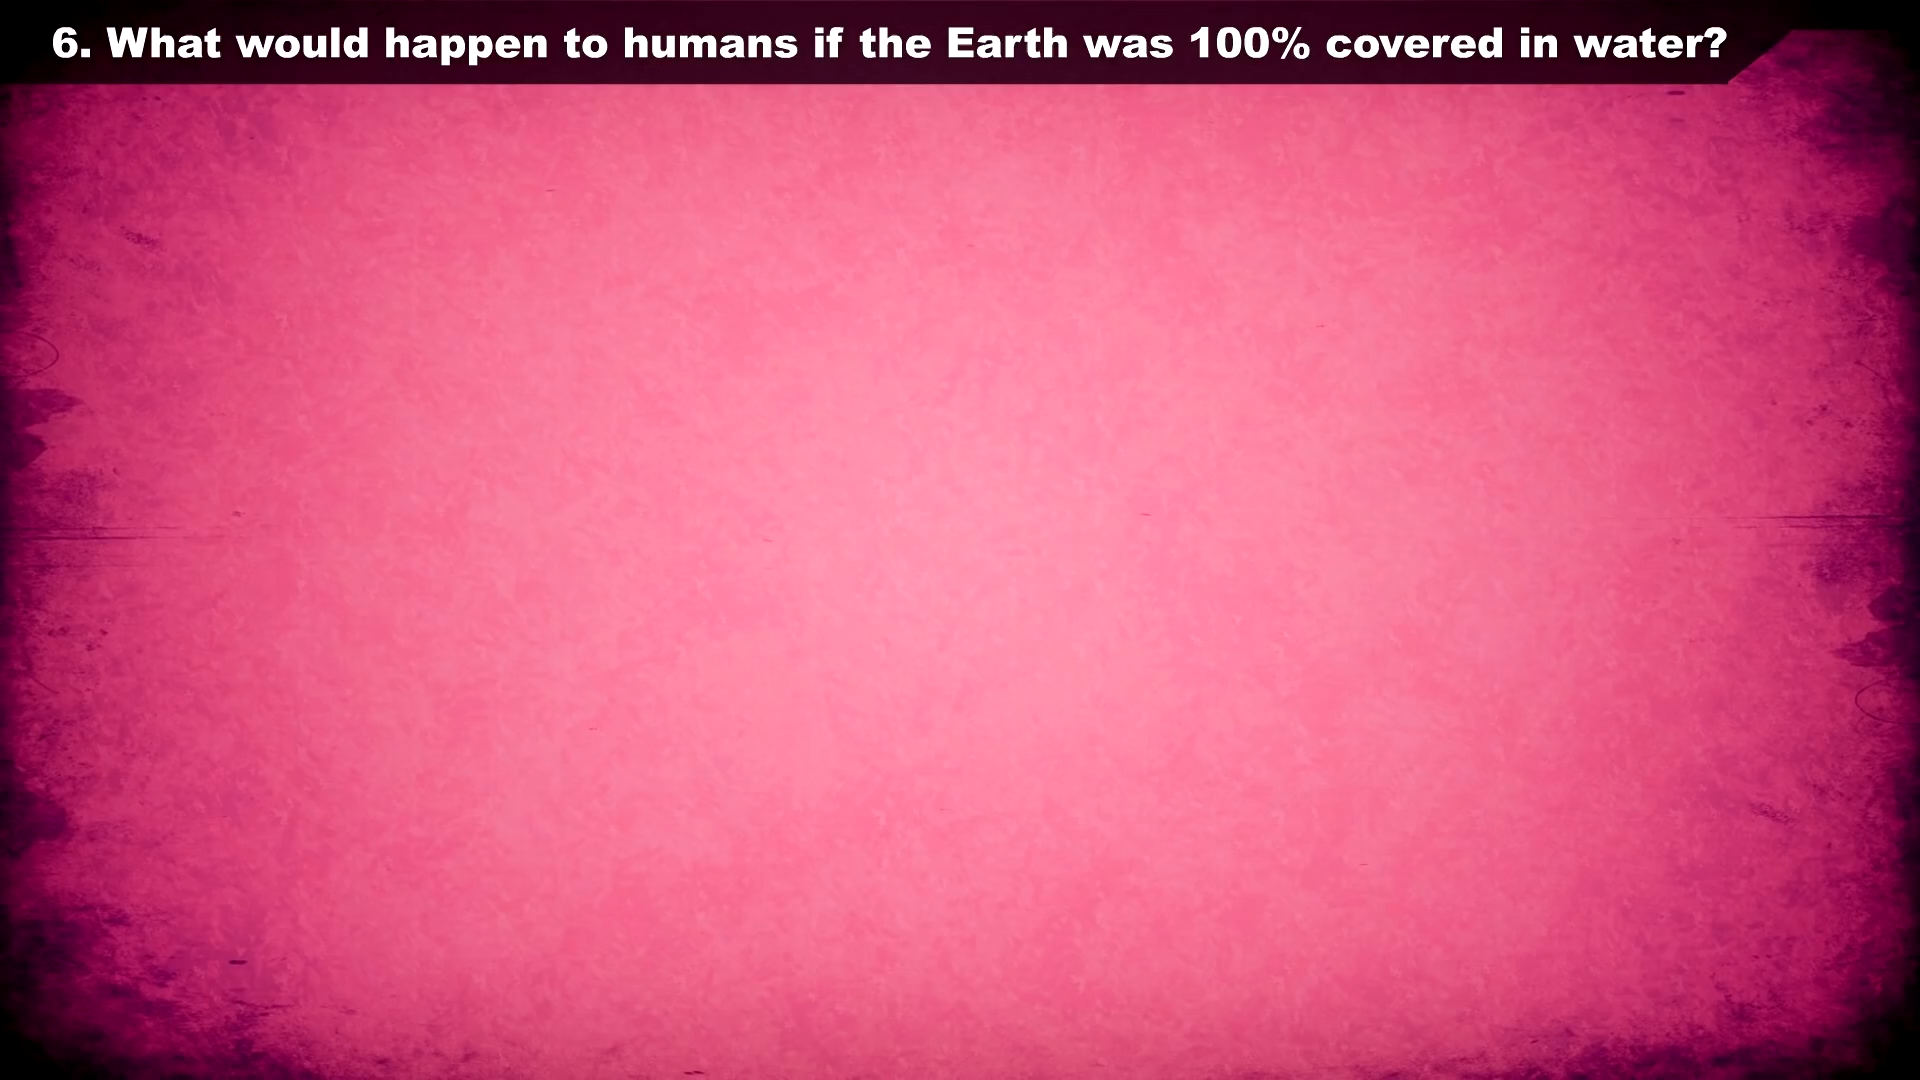 6. What would happen to humans if the Earth was 100% covered in water?